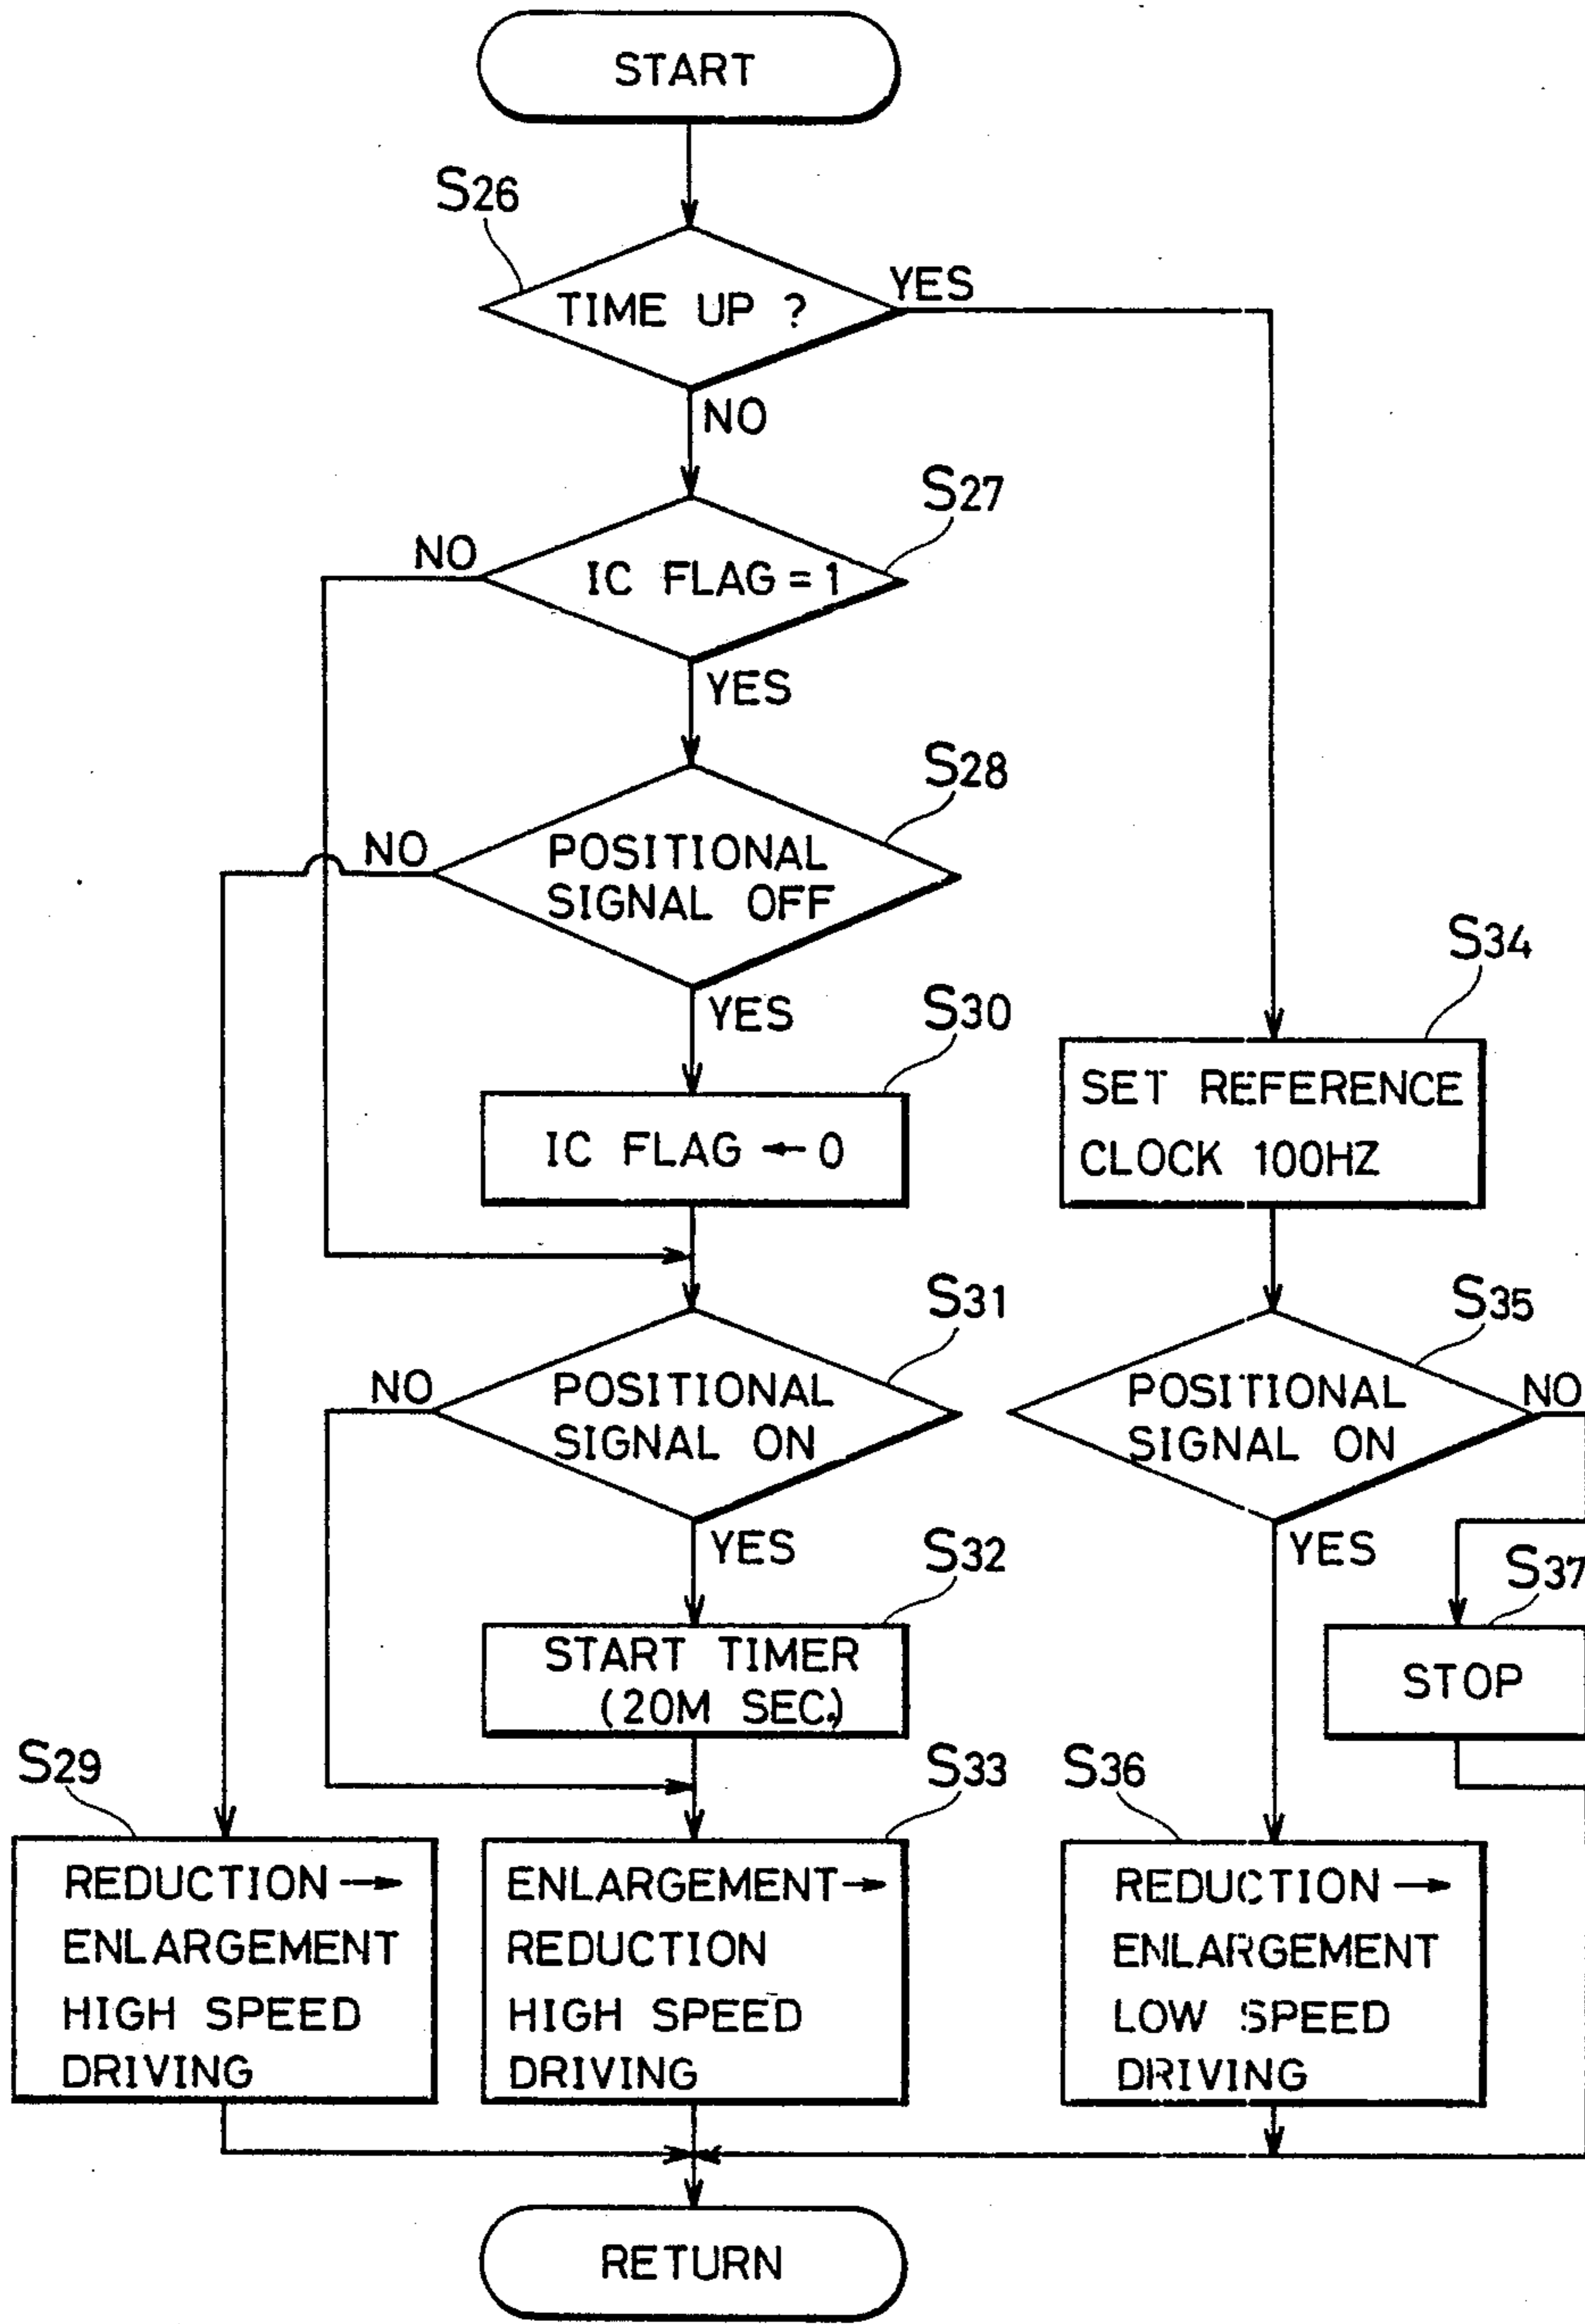 START
S26
TIME UP ?
YES
NO
S27
NO
IC FLAG = 1
YES
S28
NO
POSITIONAL
SIGNAL OFF
YES
S30
IC FLAG ← 0
S34
SET REFERENCE
CLOCK 100HZ
S31
NO
POSITIONAL
SIGNAL ON
YES
S35
POSITIONAL
SIGNAL ON
NO
YES
S32
START TIMER
(20M SEC.)
S37
STOP
S29
REDUCTION →
ENLARGEMENT
HIGH SPEED
DRIVING
S33
ENLARGEMENT →
REDUCTION
HIGH SPEED
DRIVING
S36
REDUCTION →
ENLARGEMENT
LOW SPEED
DRIVING
RETURN